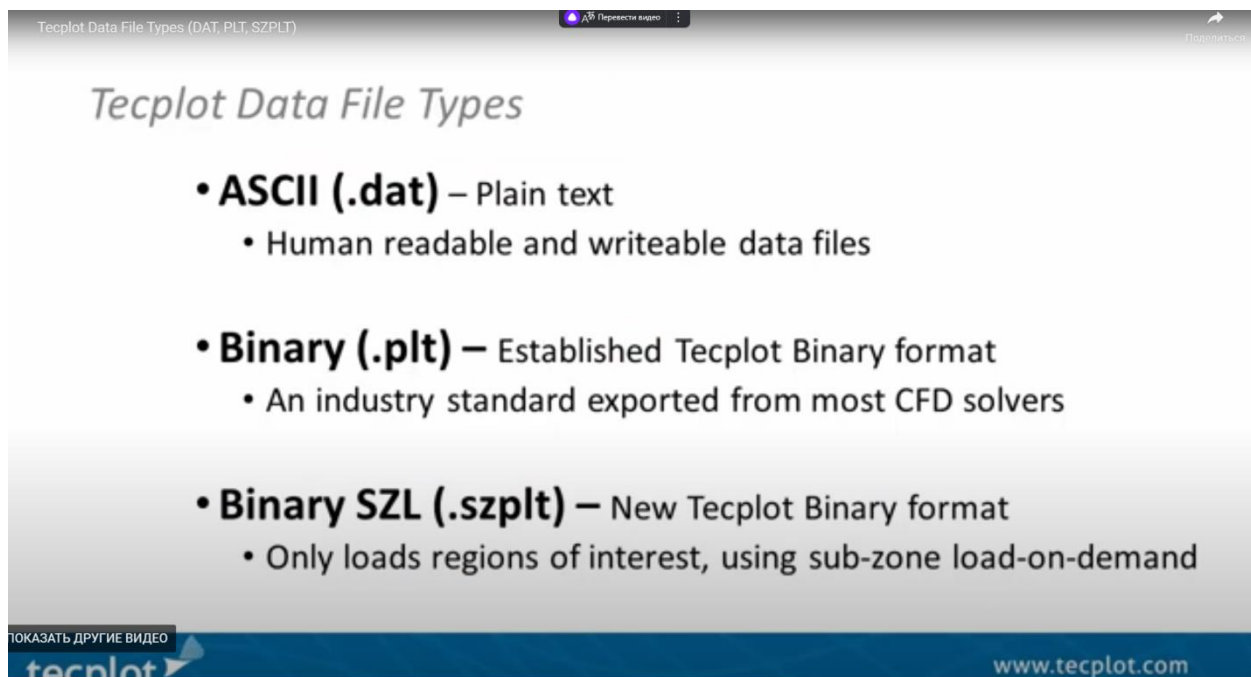 Tecplot Data File Types (DAT, PLT, SZPLT)
Перевести видео
Поделиться
Tecplot Data File Types
• ASCII (.dat) – Plain text
• Human readable and writeable data files
• Binary (.plt) – Established Tecplot Binary format
• An industry standard exported from most CFD solvers
• Binary SZL (.szplt) – New Tecplot Binary format
• Only loads regions of interest, using sub-zone load-on-demand
ПОКАЗАТЬ ДРУГИЕ ВИДЕО
tecplot
www.tecplot.com